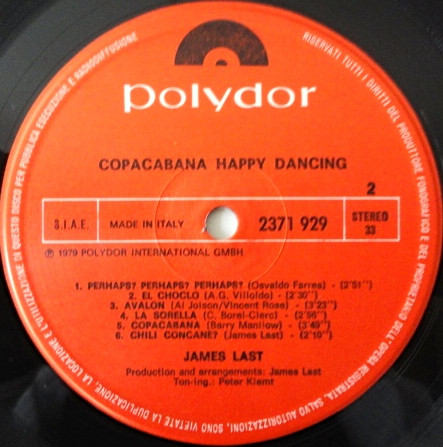 polydor
COPACABANA HAPPY DANCING
2
S.I.A.E.
MADE IN ITALY
2371 929
STEREO
33
℗ 1979 POLYDOR INTERNATIONAL GMBH
1. PERHAPS? PERHAPS? PERHAPS? (Osvaldo Farres) - (2'51'')
2. EL CHOCLO (A.G. Villoldo) - (2'30'')
3. AVALON (Al Jolson/Vincent Rose) - (3'23'')
4. LA SORELLA (C. Borel-Clerc) - (2'56'')
5. COPACABANA (Barry Manilow) - (3'49'')
6. CHILI CONCANE? (James Last) - (2'10'')
JAMES LAST
Production and arrangements: James Last
Ton-ing.: Peter Klemt
RISERVATI TUTTI I DIRITTI DEL PRODUTTORE FONOGRAFICO E DEL PROPRIETARIO DELL'OPERA REGISTRATA. SALVO AUTORIZZAZIONI, SONO VIETATE LA DUPLICAZIONE, LA LOCAZIONE E L'UTILIZZAZIONE DI QUESTO DISCO PER PUBBLICA ESECUZIONE E RADIODIFFUSIONE